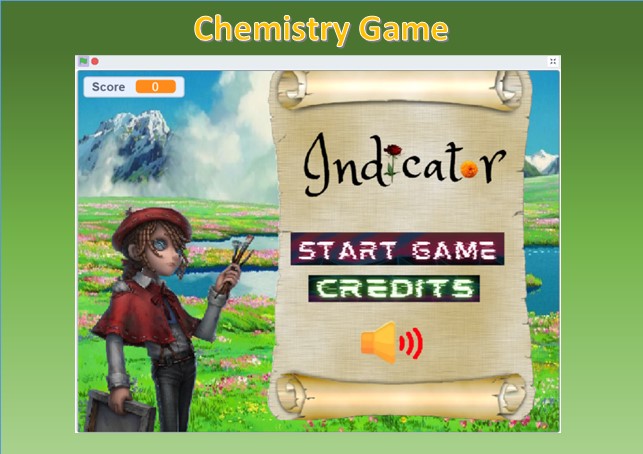 Chemistry Game
Score 0
Indicator
START GAME
CREDITS